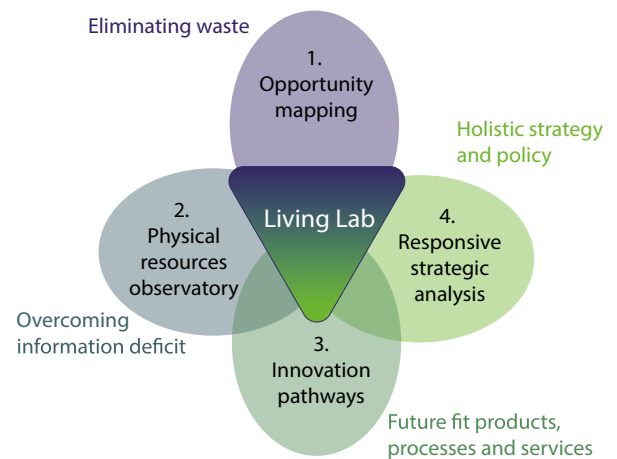 Eliminating waste
1.
Opportunity
mapping
Holistic strategy
and policy
Living Lab
2.
Physical
resources
observatory
4.
Responsive
strategic
analysis
Overcoming
information deficit
3.
Innovation
pathways
Future fit products,
processes and services